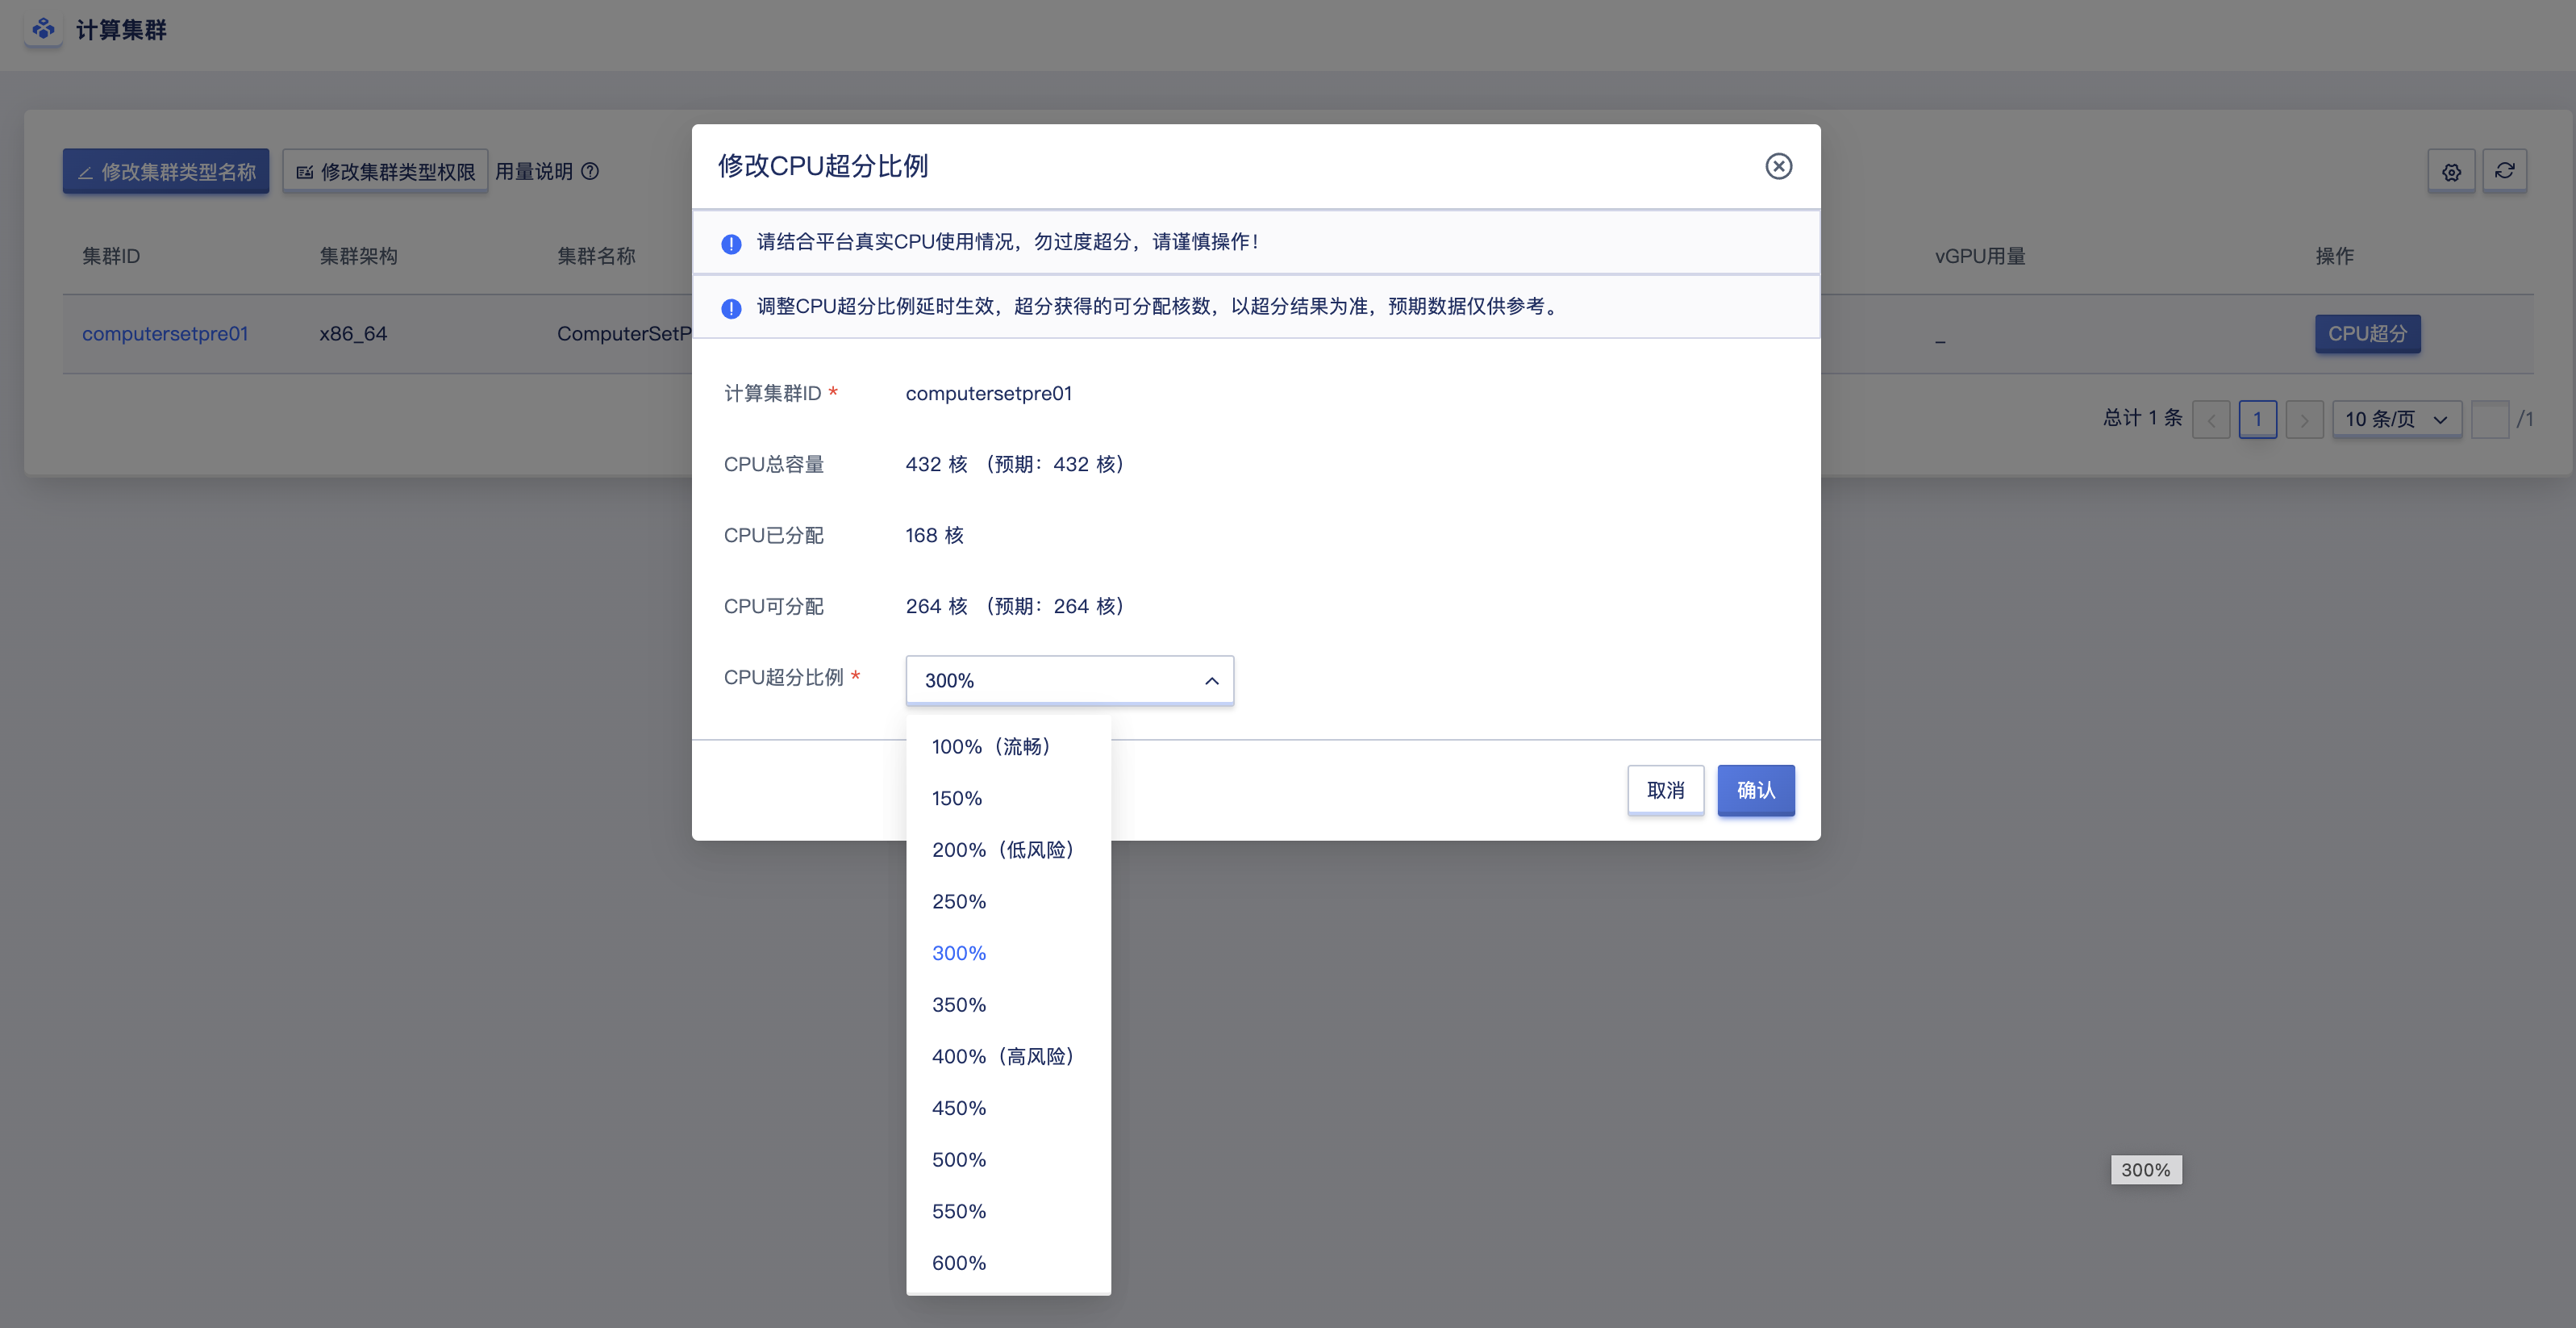 计算集群
修改集群类型名称 修改集群类型权限 用量说明
集群ID 集群架构 集群名称 vGPU用量 操作
computersetpre01 x86_64 ComputerSetP – CPU超分
总计 1 条 1 10 条/页 /1
修改CPU超分比例
请结合平台真实CPU使用情况，勿过度超分，请谨慎操作！
调整CPU超分比例延时生效，超分获得的可分配核数，以超分结果为准，预期数据仅供参考。
计算集群ID * computersetpre01
CPU总容量 432 核 （预期：432 核）
CPU已分配 168 核
CPU可分配 264 核 （预期：264 核）
CPU超分比例 * 300%
100%（流畅）
150%
200%（低风险）
250%
300%
350%
400%（高风险）
450%
500%
550%
600%
取消 确认
300%